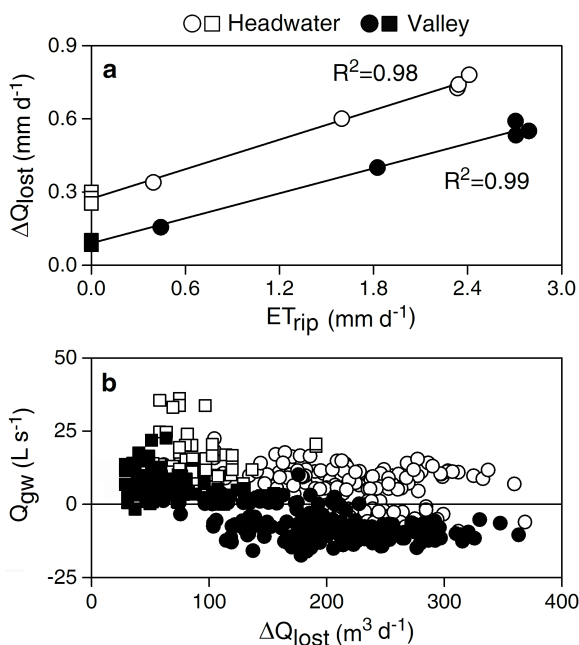 Headwater Valley
a
R²=0.98
R²=0.99
0.9
0.6
0.3
0.0
ΔQlost (mm d⁻¹)
0.0 0.6 1.2 1.8 2.4 3.0
ETrip (mm d⁻¹)
b
50
25
0
-25
Qgw (L s⁻¹)
0 100 200 300 400
ΔQlost (m³ d⁻¹)